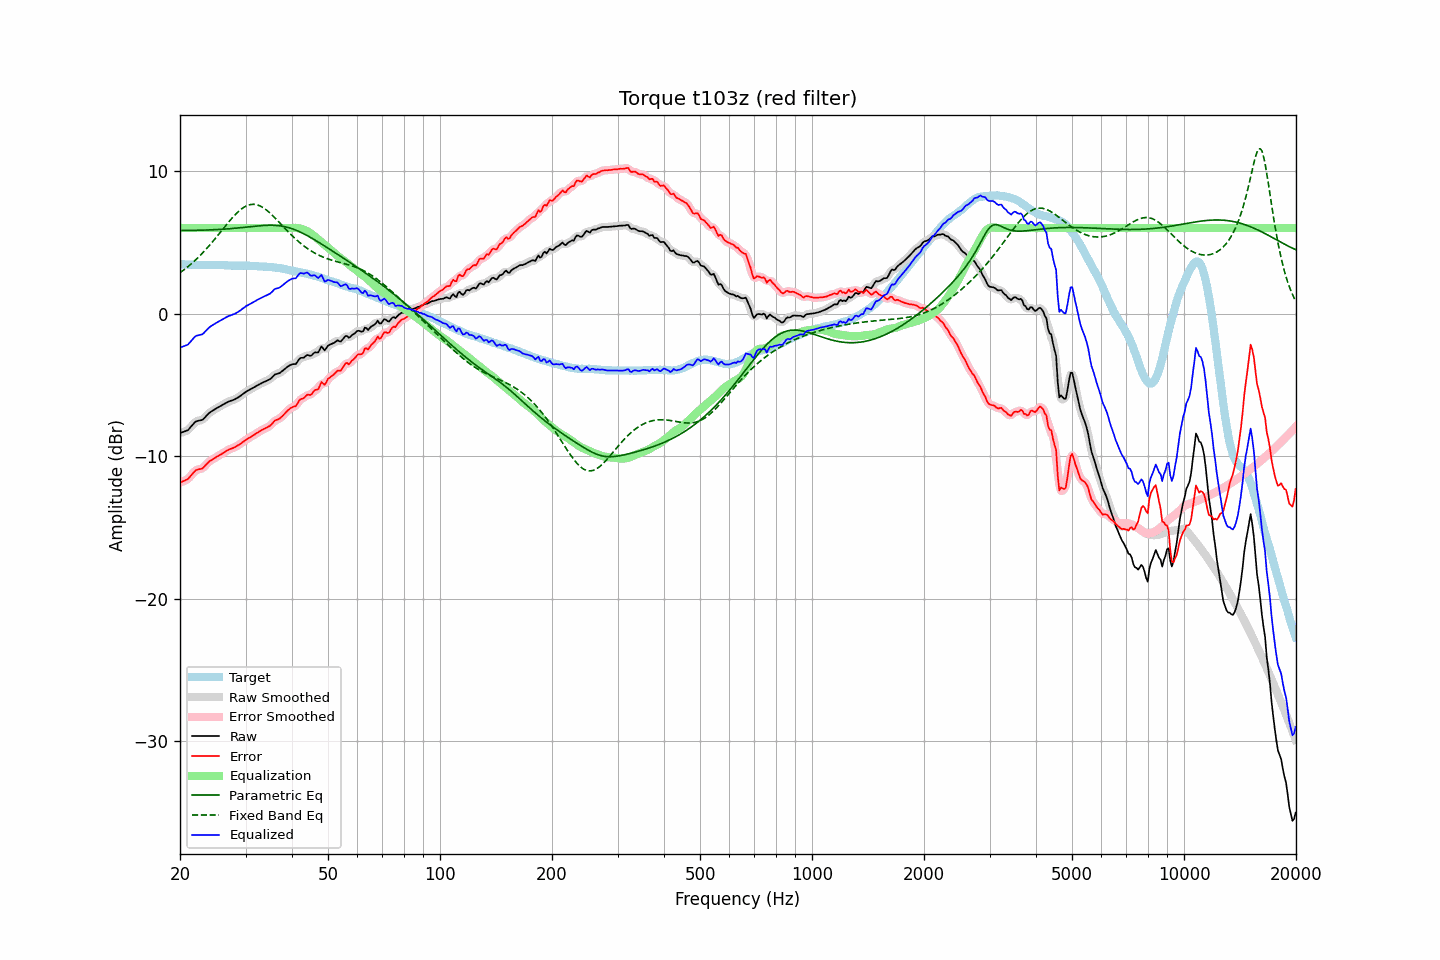 Torque t103z (red filter)
Amplitude (dBr)
10
0
−10
−20
−30
Target
Raw Smoothed
Error Smoothed
Raw
Error
Equalization
Parametric Eq
Fixed Band Eq
Equalized
20 50 100 200 500 1000 2000 5000 10000 20000
Frequency (Hz)